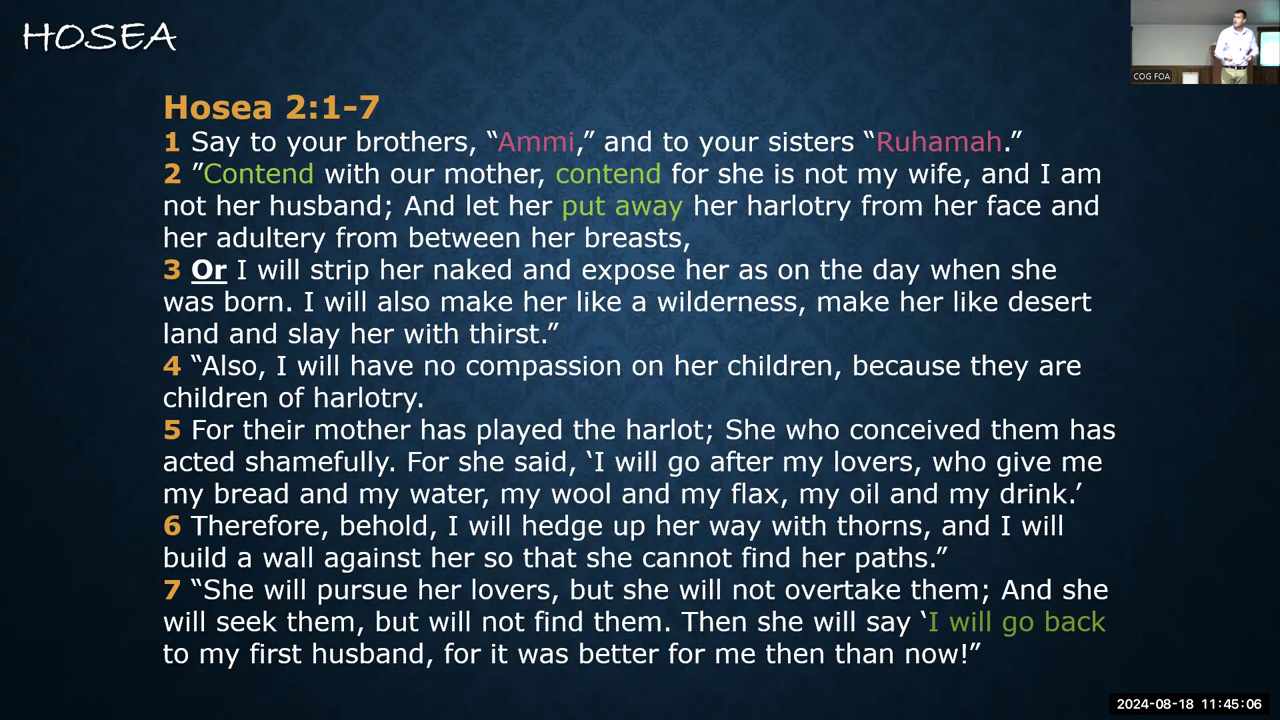 HOSEA
COG FOA
Hosea 2:1-7
1 Say to your brothers, “Ammi,” and to your sisters “Ruhamah.”
2 ”Contend with our mother, contend for she is not my wife, and I am
not her husband; And let her put away her harlotry from her face and
her adultery from between her breasts,
3 Or I will strip her naked and expose her as on the day when she
was born. I will also make her like a wilderness, make her like desert
land and slay her with thirst.”
4 “Also, I will have no compassion on her children, because they are
children of harlotry.
5 For their mother has played the harlot; She who conceived them has
acted shamefully. For she said, ‘I will go after my lovers, who give me
my bread and my water, my wool and my flax, my oil and my drink.’
6 Therefore, behold, I will hedge up her way with thorns, and I will
build a wall against her so that she cannot find her paths.”
7 “She will pursue her lovers, but she will not overtake them; And she
will seek them, but will not find them. Then she will say ‘I will go back
to my first husband, for it was better for me then than now!”
2024-08-18 11:45:06